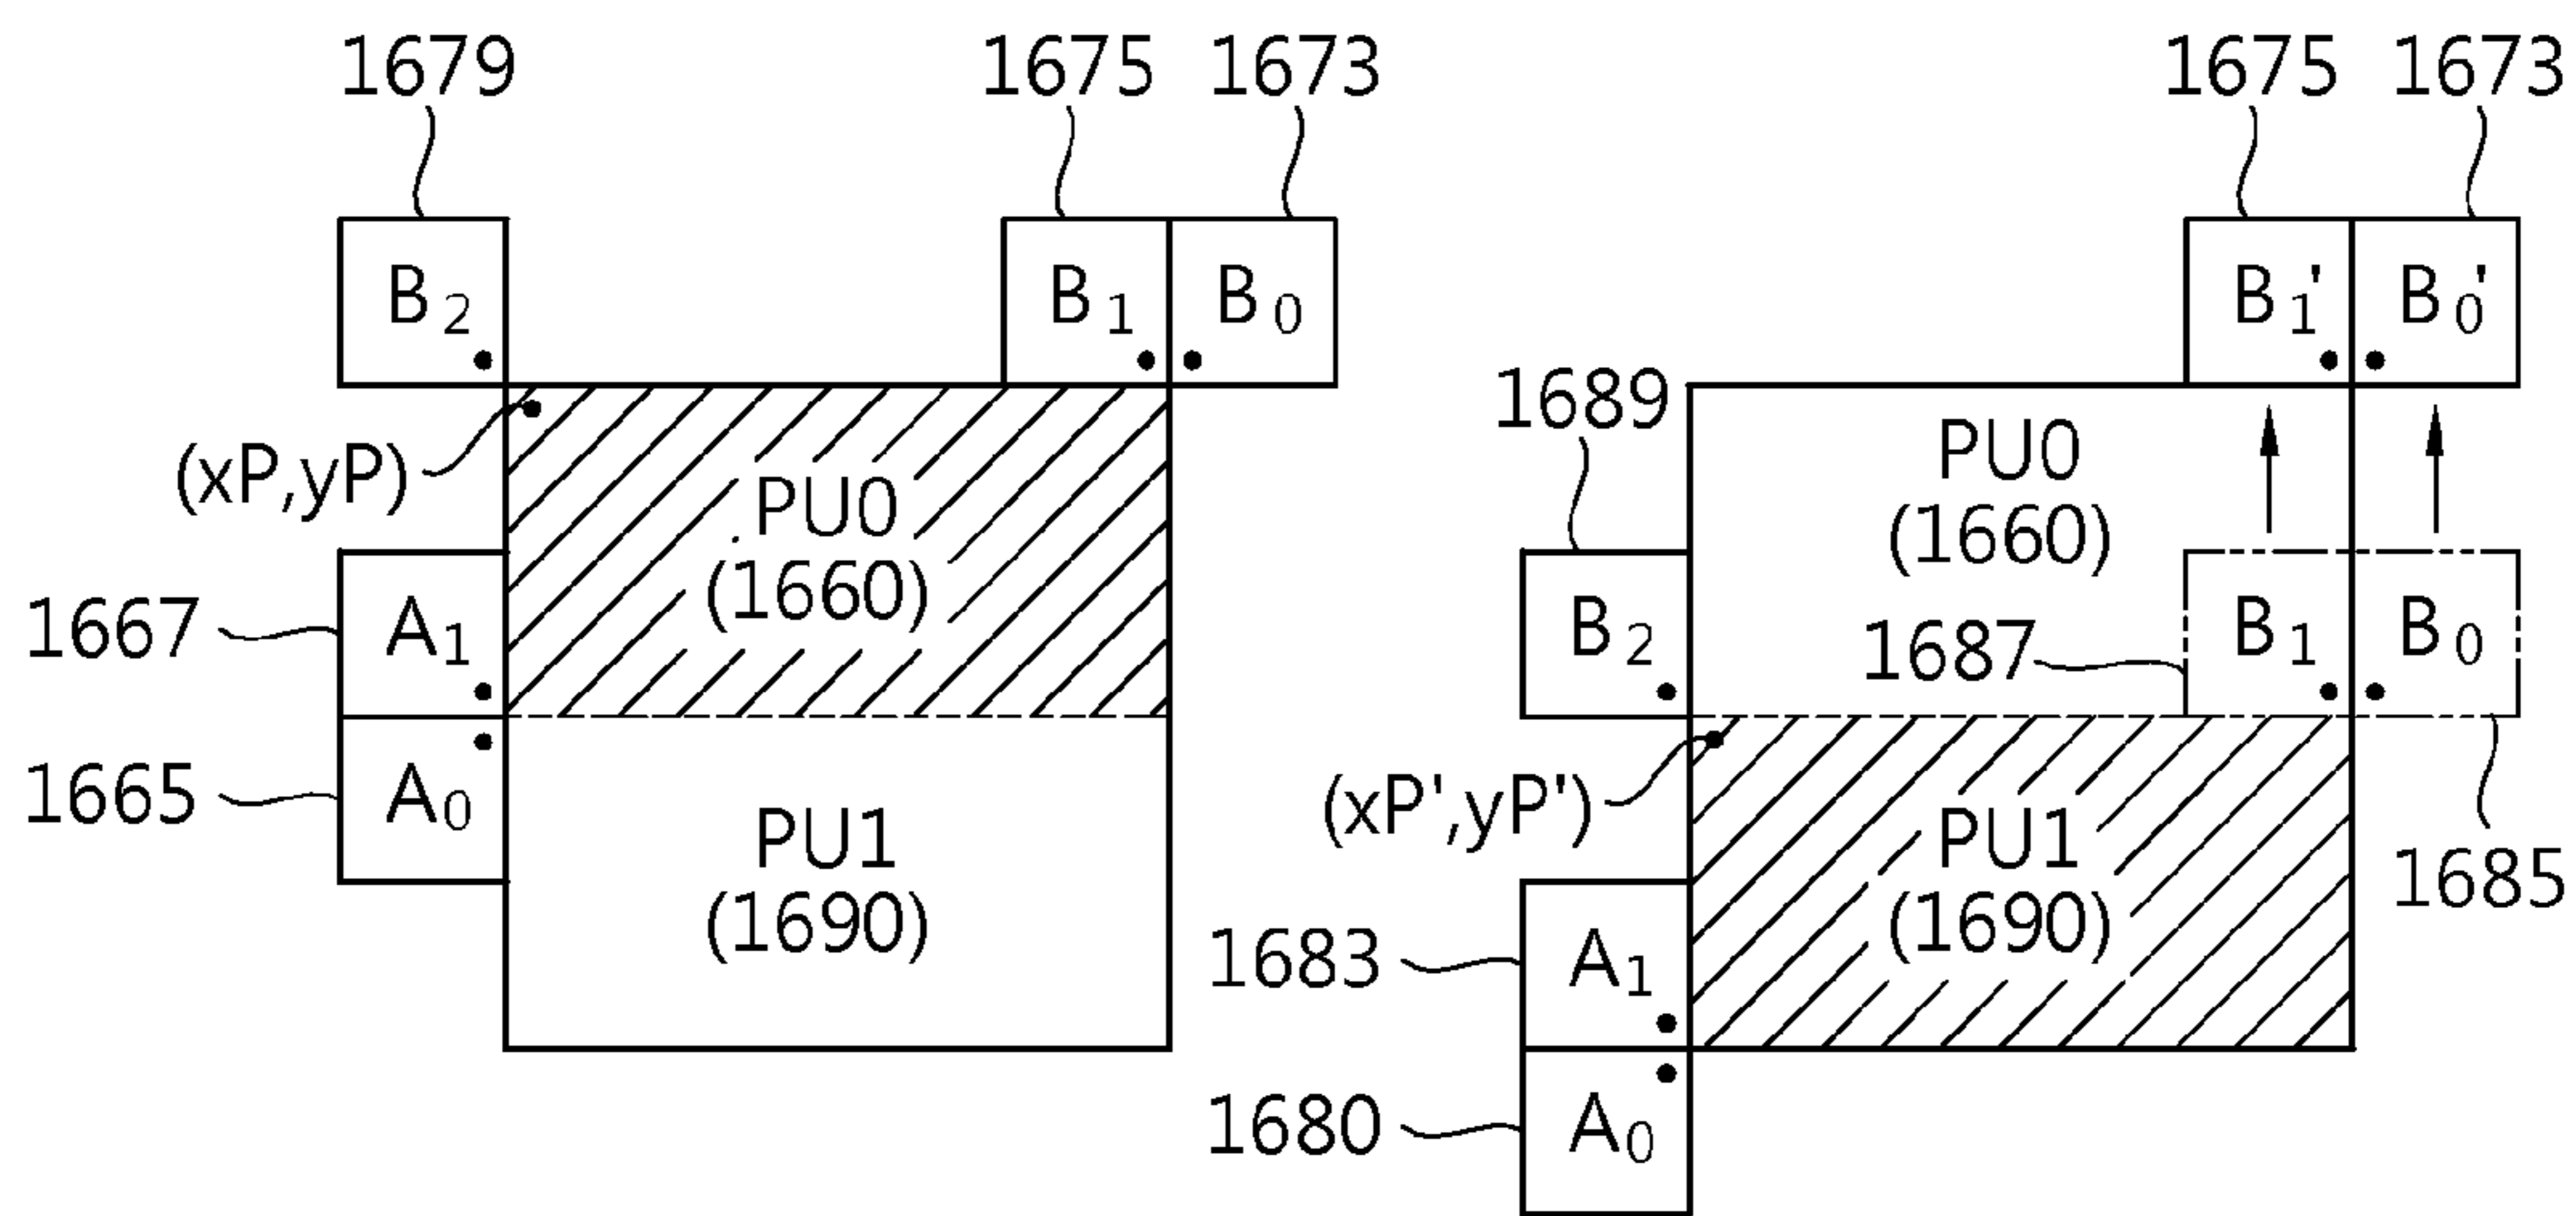 1679 1675 1673
B2 B1 B0
(xP,yP)
PU0
(1660)
1667 A1
1665 A0
PU1
(1690)
1675 1673
B1' B0'
1689
PU0
(1660)
B2
1687 B1 B0
(xP',yP')
1685
PU1
(1690)
1683 A1
1680 A0